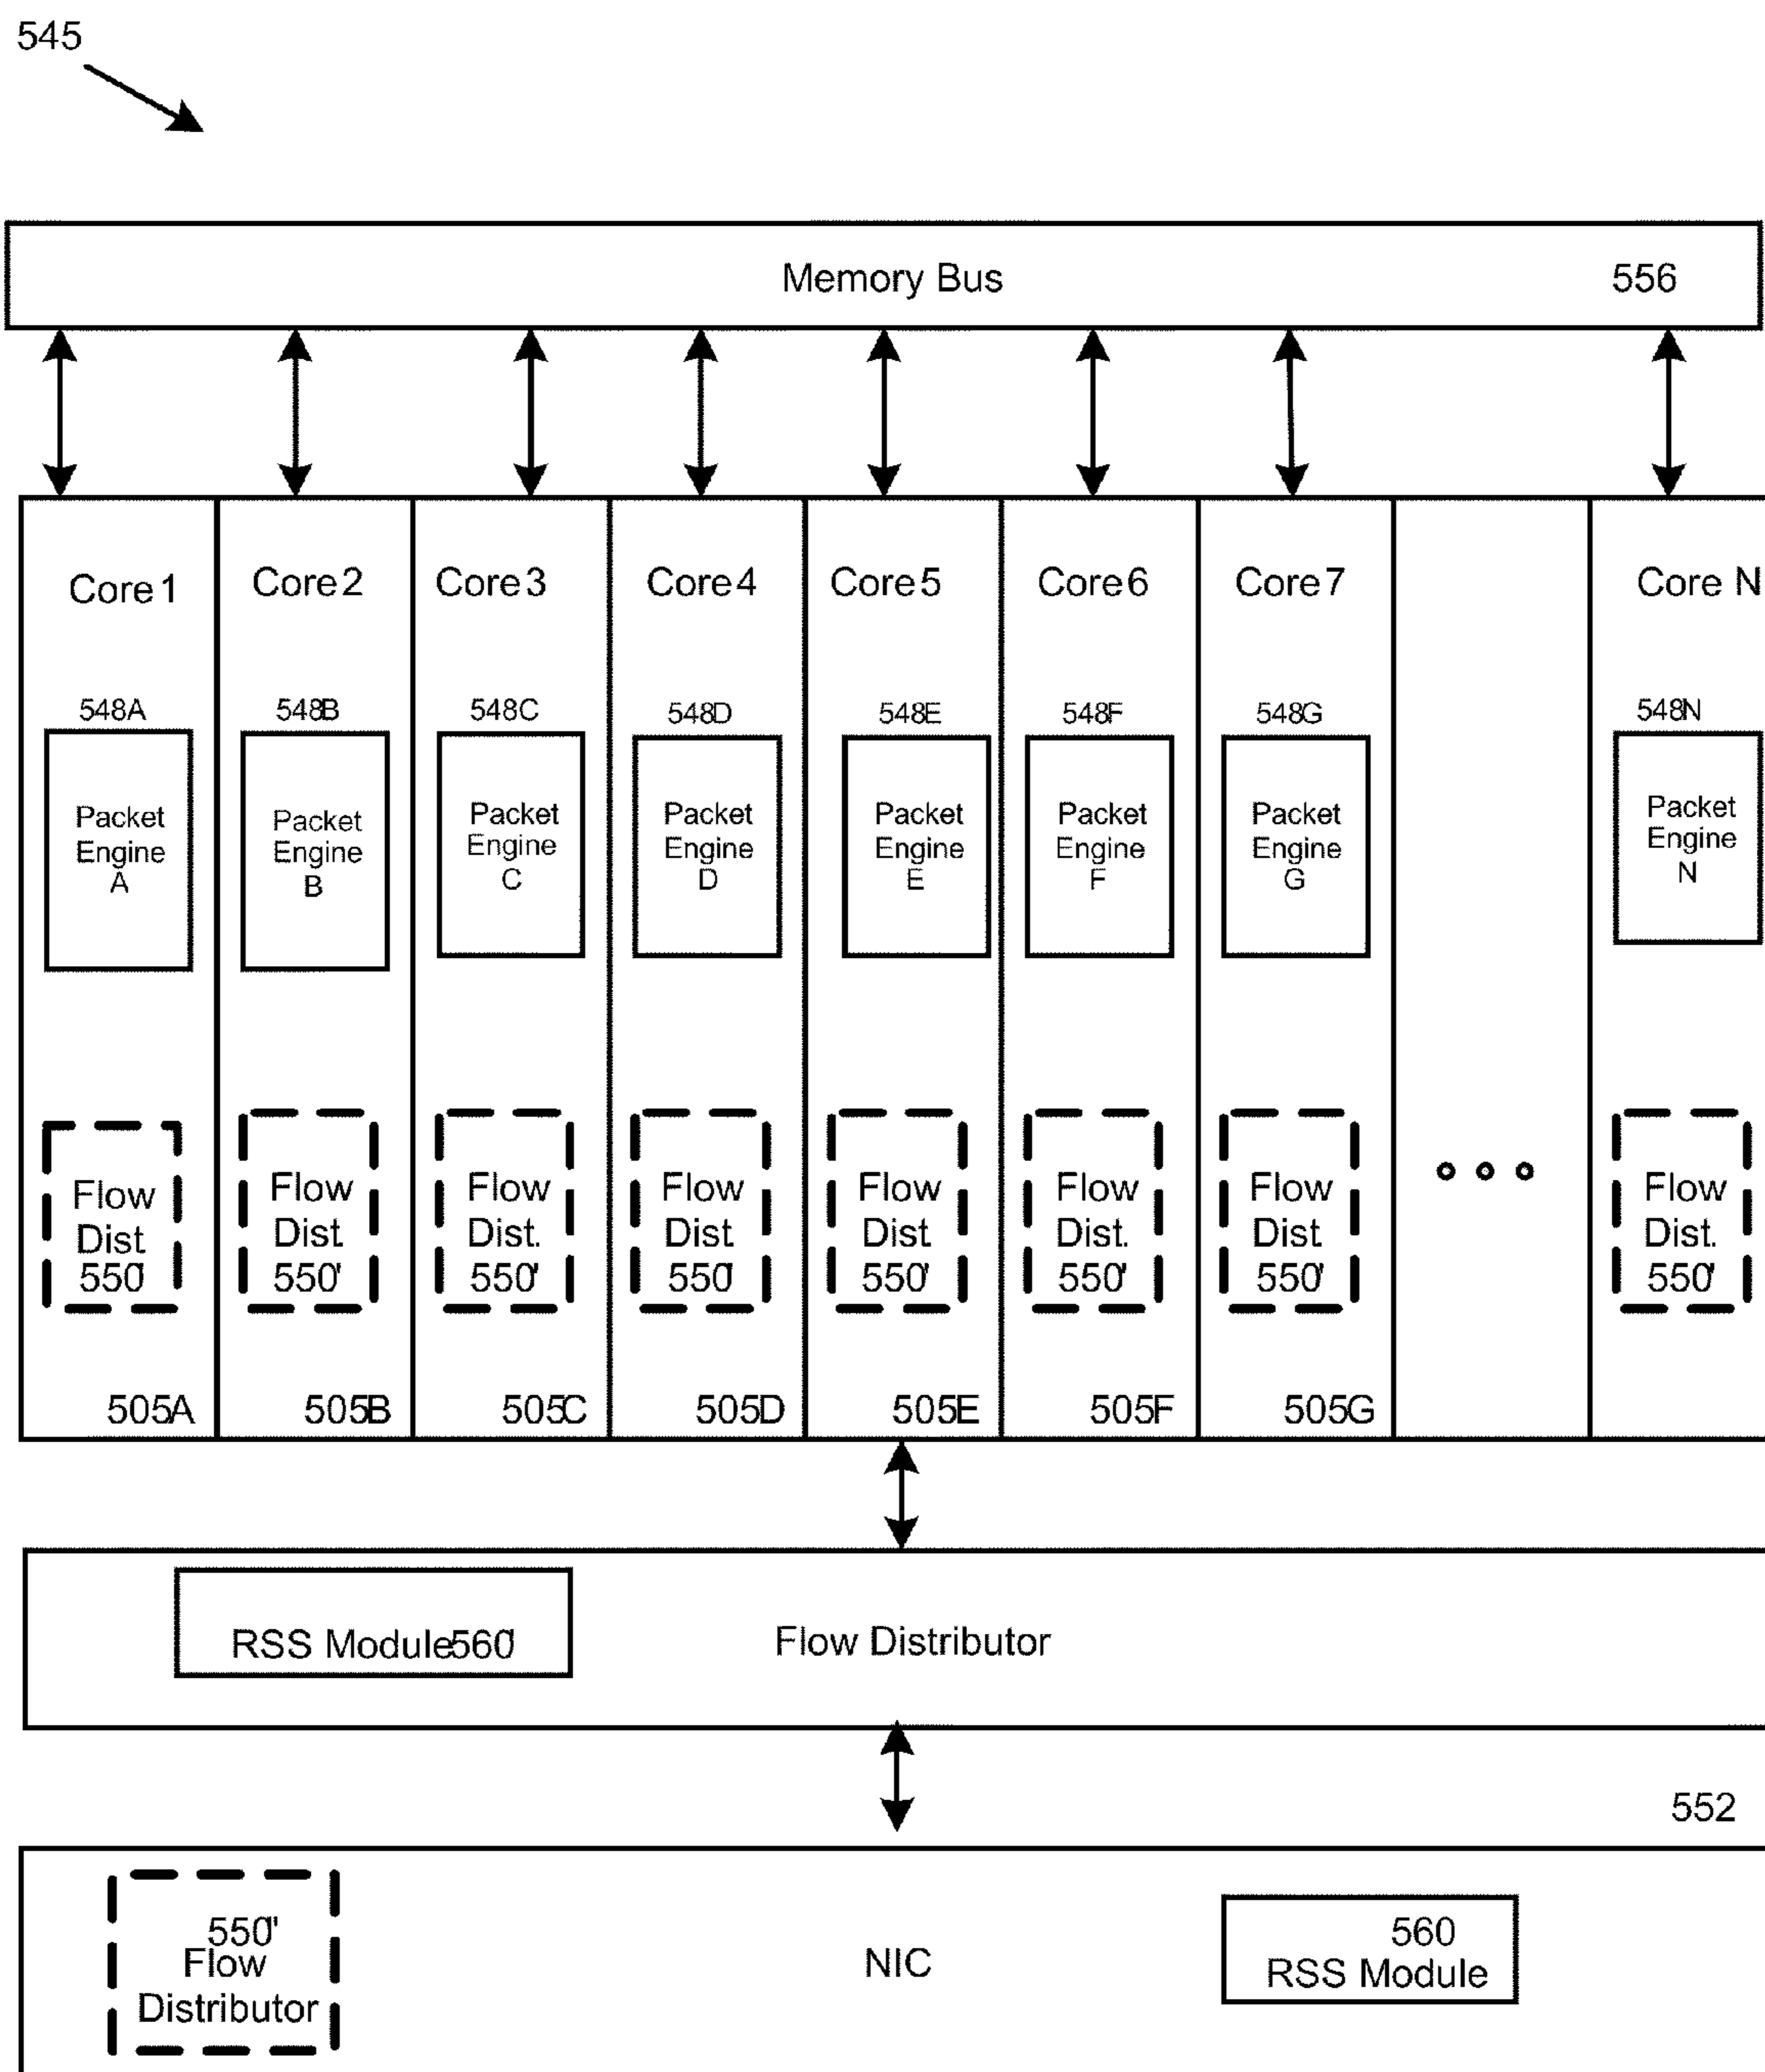 545
Memory Bus 556
Core 1 Core 2 Core 3 Core 4 Core 5 Core 6 Core 7 Core N
548A 548B 548C 548D 548E 548F 548G 548N
Packet Packet Packet Packet Packet Packet Packet Packet
Engine Engine Engine Engine Engine Engine Engine Engine
A B C D E F G N
Flow Flow Flow Flow Flow Flow Flow Flow
Dist Dist. Dist. Dist Dist Dist. Dist Dist.
550' 550' 550' 550' 550' 550' 550' 550'
505A 505B 505C 505D 505E 505F 505G
RSS Module 560' Flow Distributor
552
550"
Flow
Distributor
NIC
560
RSS Module